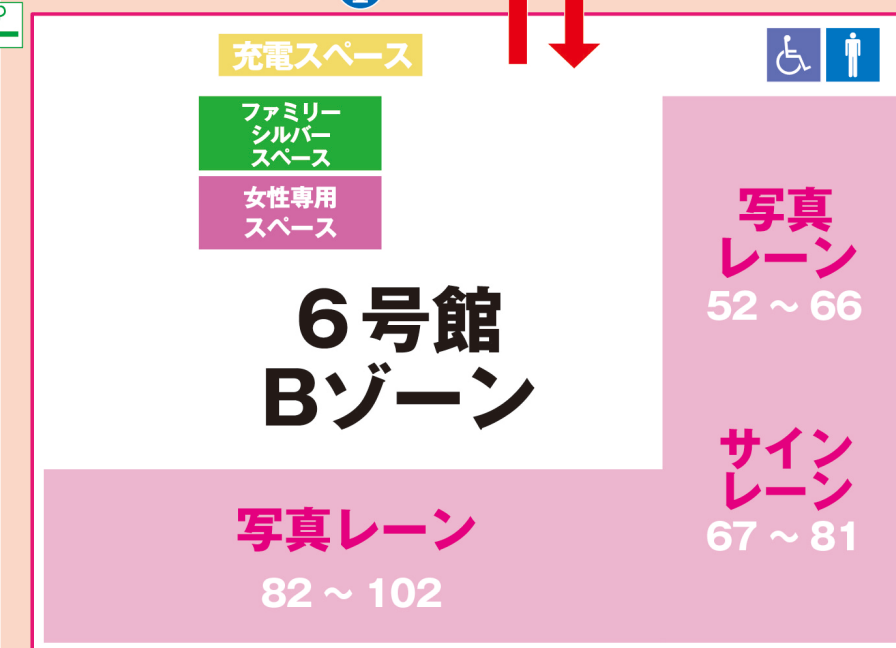 充電スペース
ファミリー
シルバー
スペース
女性専用
スペース
6号館
Bゾーン
写真
レーン
52 ～ 66
サイン
レーン
67 ～ 81
写真レーン
82 ～ 102